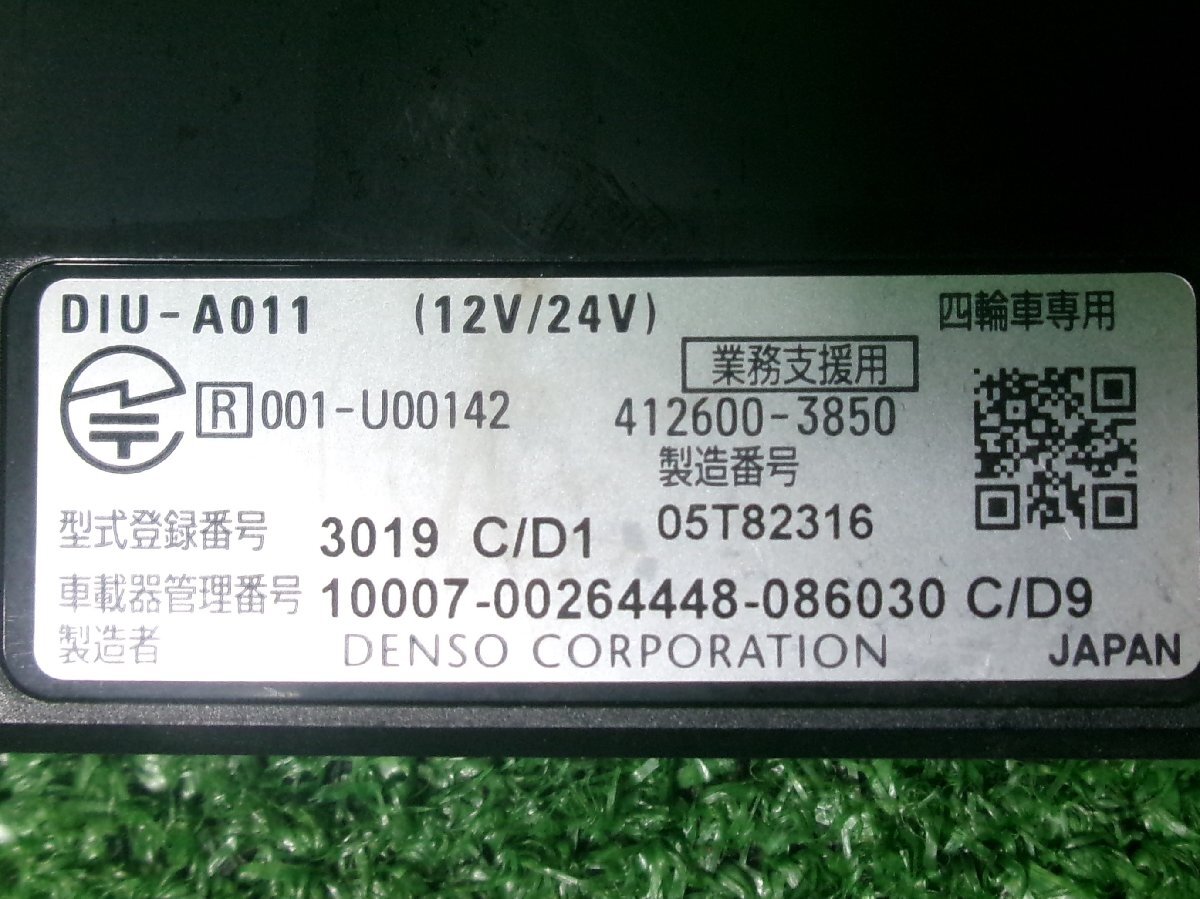 DIU-A011 (12V/24V) 四輪車専用
業務支援用
R 001-U00142 412600-3850
製造番号
型式登録番号 3019 C/D1 05T82316
車載器管理番号 10007-00264448-086030 C/D9
製造者 DENSO CORPORATION JAPAN